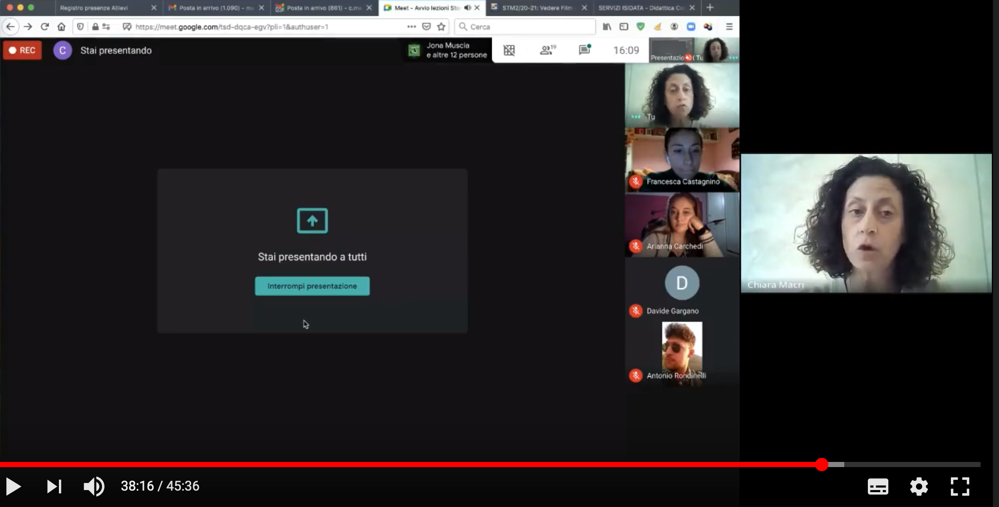 Registro presenze Allievi
Posta in arrivo (1.090) – ma
Posta in arrivo (861) – c.ma
Meet – Avvio lezioni Sto
STM2/20-21: Vedere Film
SERVIZI ISIDATA - Didattica Co
https://meet.google.com/tsd-dqca-egv?pli=1&authuser=1
Cerca
REC
C
Stai presentando
Jona Muscia
e altre 12 persone
19
16:09
Presentazio
( Tu
Tu
Francesca Castagnino
Arianna Carchedi
D
Davide Gargano
Antonio Rondinelli
Stai presentando a tutti
Interrompi presentazione
Chiara Macrì
38:16 / 45:36